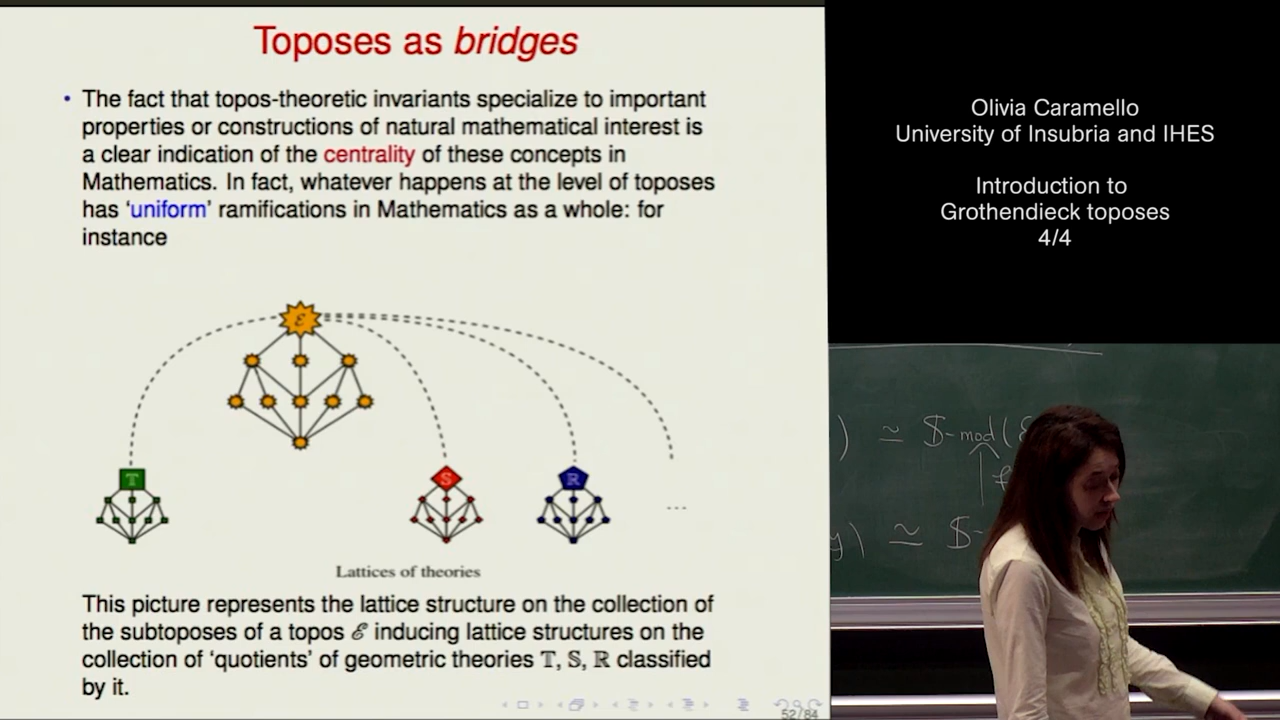 Toposes as bridges
• The fact that topos-theoretic invariants specialize to important
properties or constructions of natural mathematical interest is
a clear indication of the centrality of these concepts in
Mathematics. In fact, whatever happens at the level of toposes
has ‘uniform’ ramifications in Mathematics as a whole: for
instance
ℰ
𝕋
𝕊
ℝ
...
Lattices of theories
This picture represents the lattice structure on the collection of
the subtoposes of a topos ℰ inducing lattice structures on the
collection of ‘quotients’ of geometric theories 𝕋, 𝕊, ℝ classified
by it.
52/84
Olivia Caramello
University of Insubria and IHES
Introduction to
Grothendieck toposes
4/4
) ≃ 𝕊-mod(
y) ≃ 𝕊-